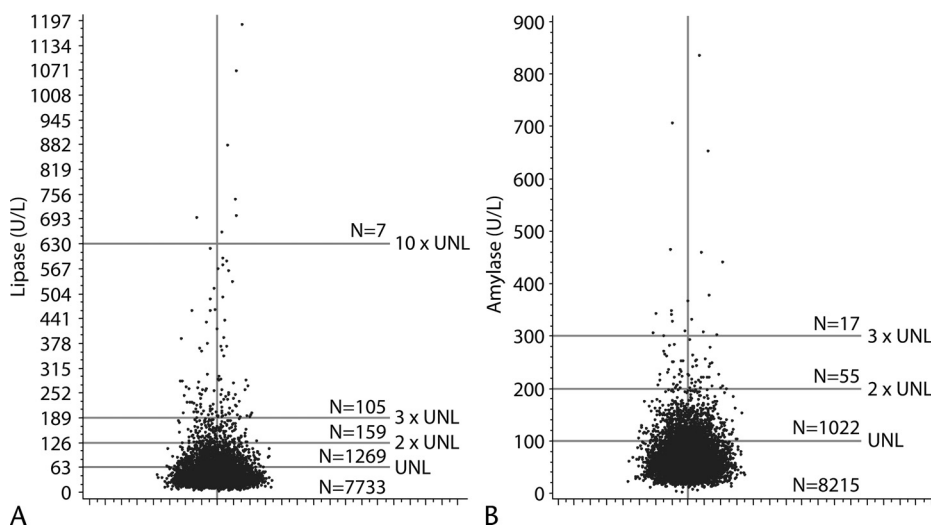 1197
1134
1071
1008
945
882
819
756
693
630
567
504
441
378
315
252
189
126
63
0
Lipase (U/L)
N=7
10 x UNL
N=105
3 x UNL
N=159
2 x UNL
N=1269
UNL
N=7733
A
900
800
700
600
500
400
300
200
100
0
Amylase (U/L)
N=17
3 x UNL
N=55
2 x UNL
N=1022
UNL
N=8215
B